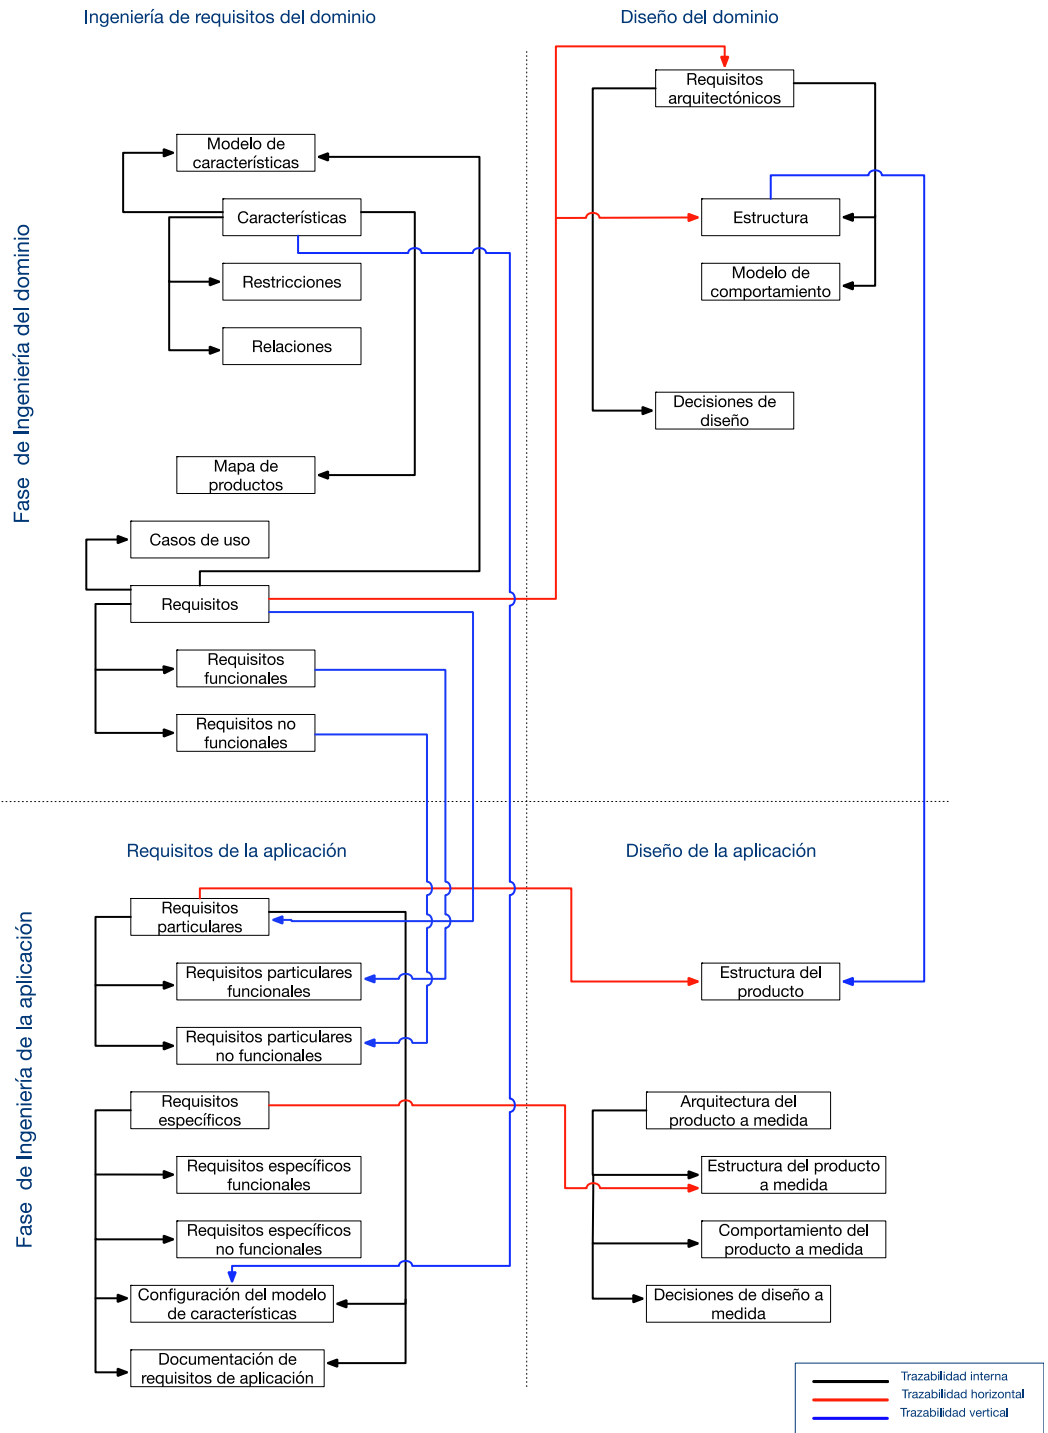 Ingeniería de requisitos del dominio
Diseño del dominio
Fase de Ingeniería del dominio
Requisitos
arquitectónicos
Modelo de
características
Características
Estructura
Restricciones
Modelo de
comportamiento
Relaciones
Decisiones de
diseño
Mapa de
productos
Casos de uso
Requisitos
Requisitos
funcionales
Requisitos no
funcionales
Requisitos de la aplicación
Diseño de la aplicación
Fase de Ingeniería de la aplicación
Requisitos
particulares
Requisitos particulares
funcionales
Estructura del
producto
Requisitos particulares
no funcionales
Requisitos
específicos
Arquitectura del
producto a medida
Requisitos específicos
funcionales
Estructura del producto
a medida
Requisitos específicos
no funcionales
Comportamiento del
producto a medida
Configuración del modelo
de características
Decisiones de diseño a
medida
Documentación de
requisitos de aplicación
Trazabilidad interna
Trazabilidad horizontal
Trazabilidad vertical